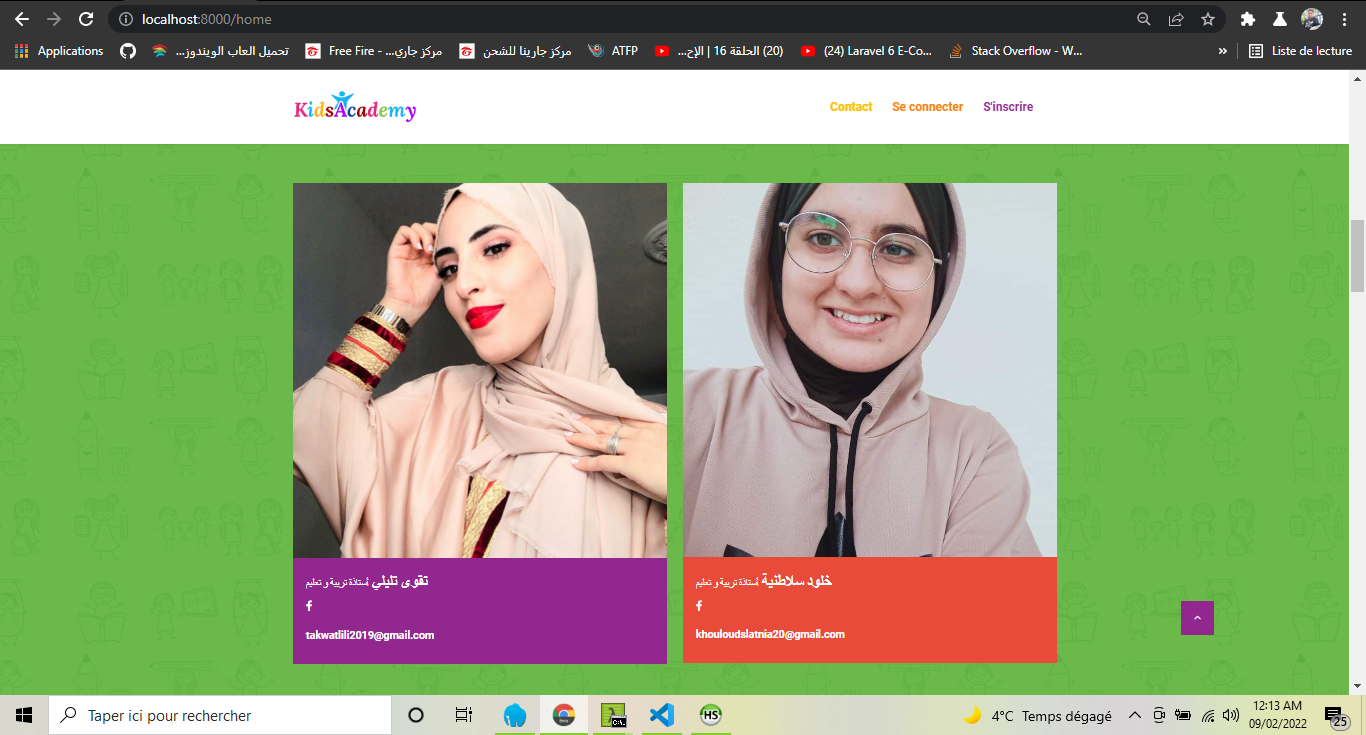 localhost:8000/home
Applications
تحميل العاب الويندوز...
Free Fire - مركز جاري...
مركز جارينا للشحن
ATFP
(20) الحلقة 16 | الإح...
(24) Laravel 6 E-Co...
Stack Overflow - W...
»
Liste de lecture
KidsAcademy
Contact
Se connecter
S'inscrire
تقوى تليلي أستاذة تربية و تعليم
takwatlili2019@gmail.com
خلود سلاطنية أستاذة تربية و تعليم
khouloudslatnia20@gmail.com
Taper ici pour rechercher
C:\.
HS
4°C Temps dégagé
12:13 AM
09/02/2022
25